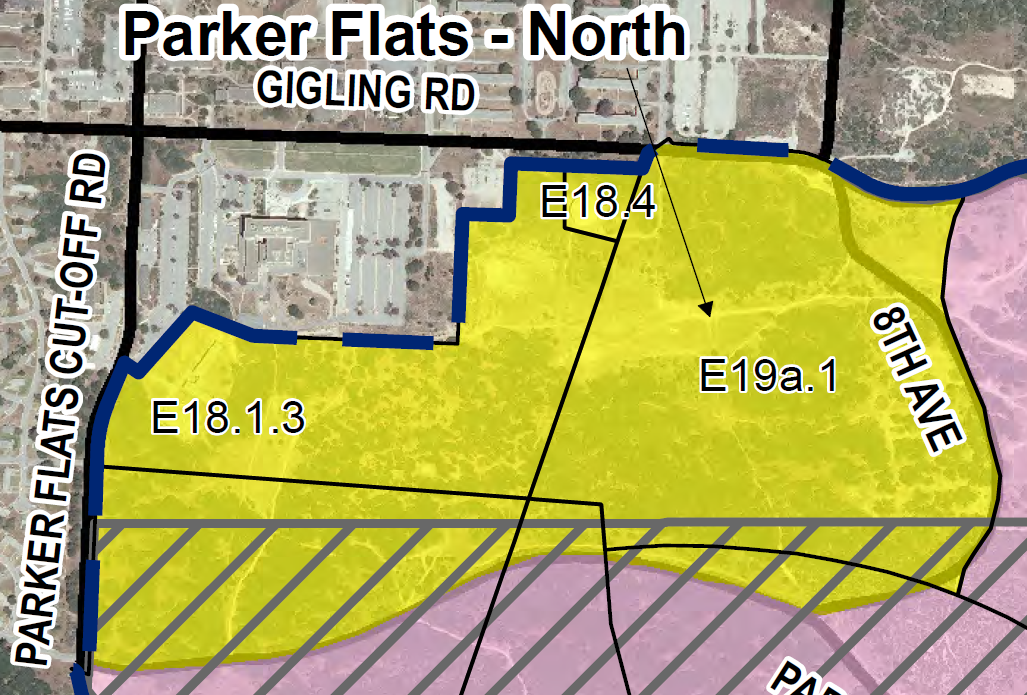 Parker Flats - North
GIGLING RD
PARKER FLATS CUT-OFF RD
E18.4
8TH AVE
E19a.1
E18.1.3